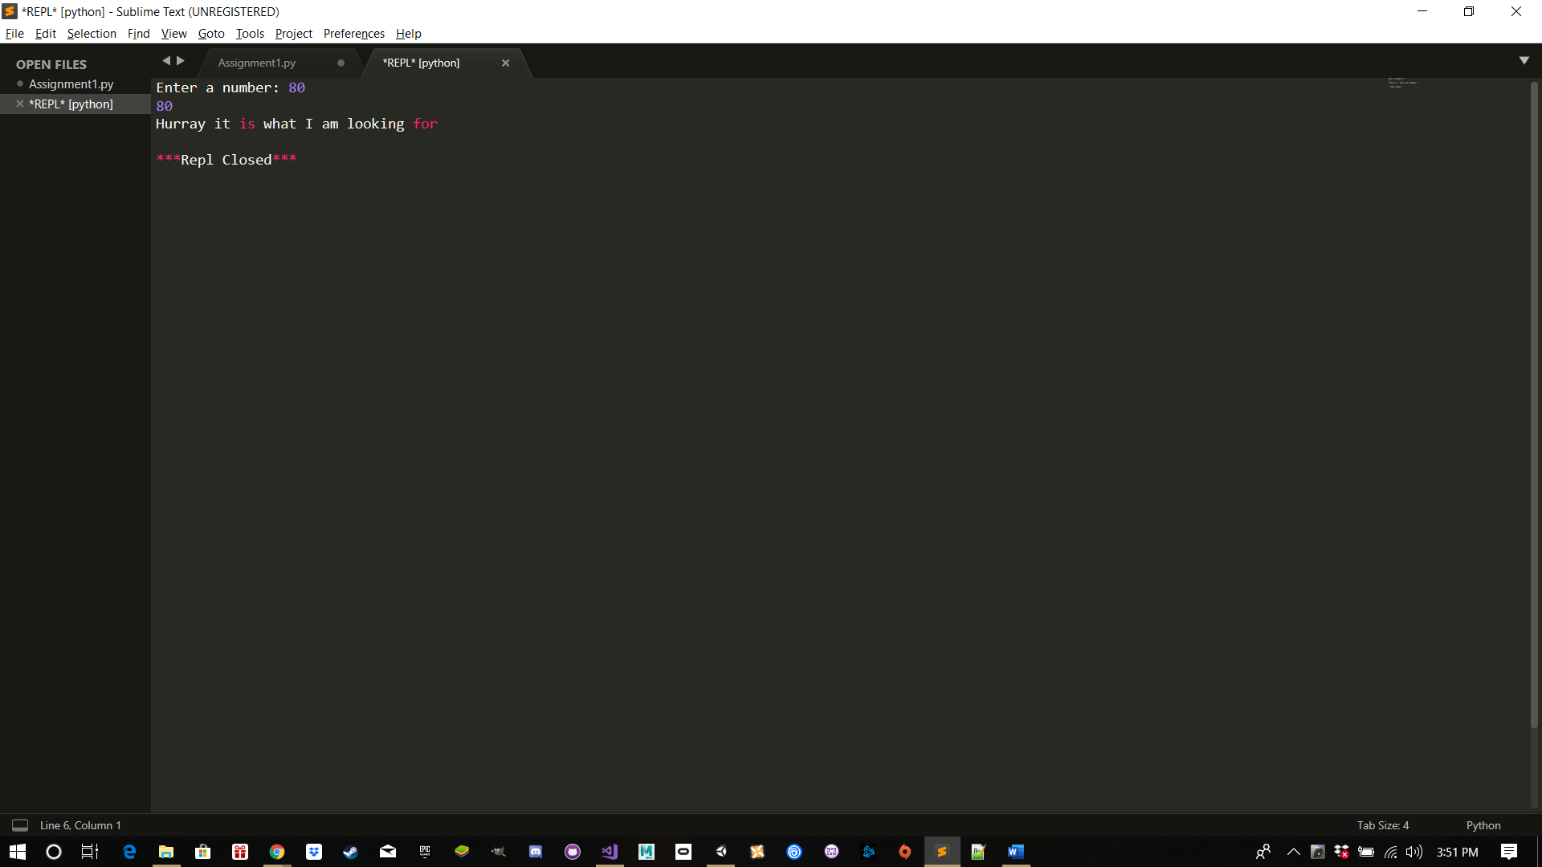 *REPL* [python] - Sublime Text (UNREGISTERED)
File Edit Selection Find View Goto Tools Project Preferences Help
OPEN FILES
Assignment1.py
*REPL* [python]
Assignment1.py
*REPL* [python]
Enter a number: 80
80
Hurray it is what I am looking for
***Repl Closed***
Line 6, Column 1
Tab Size: 4
Python
3:51 PM